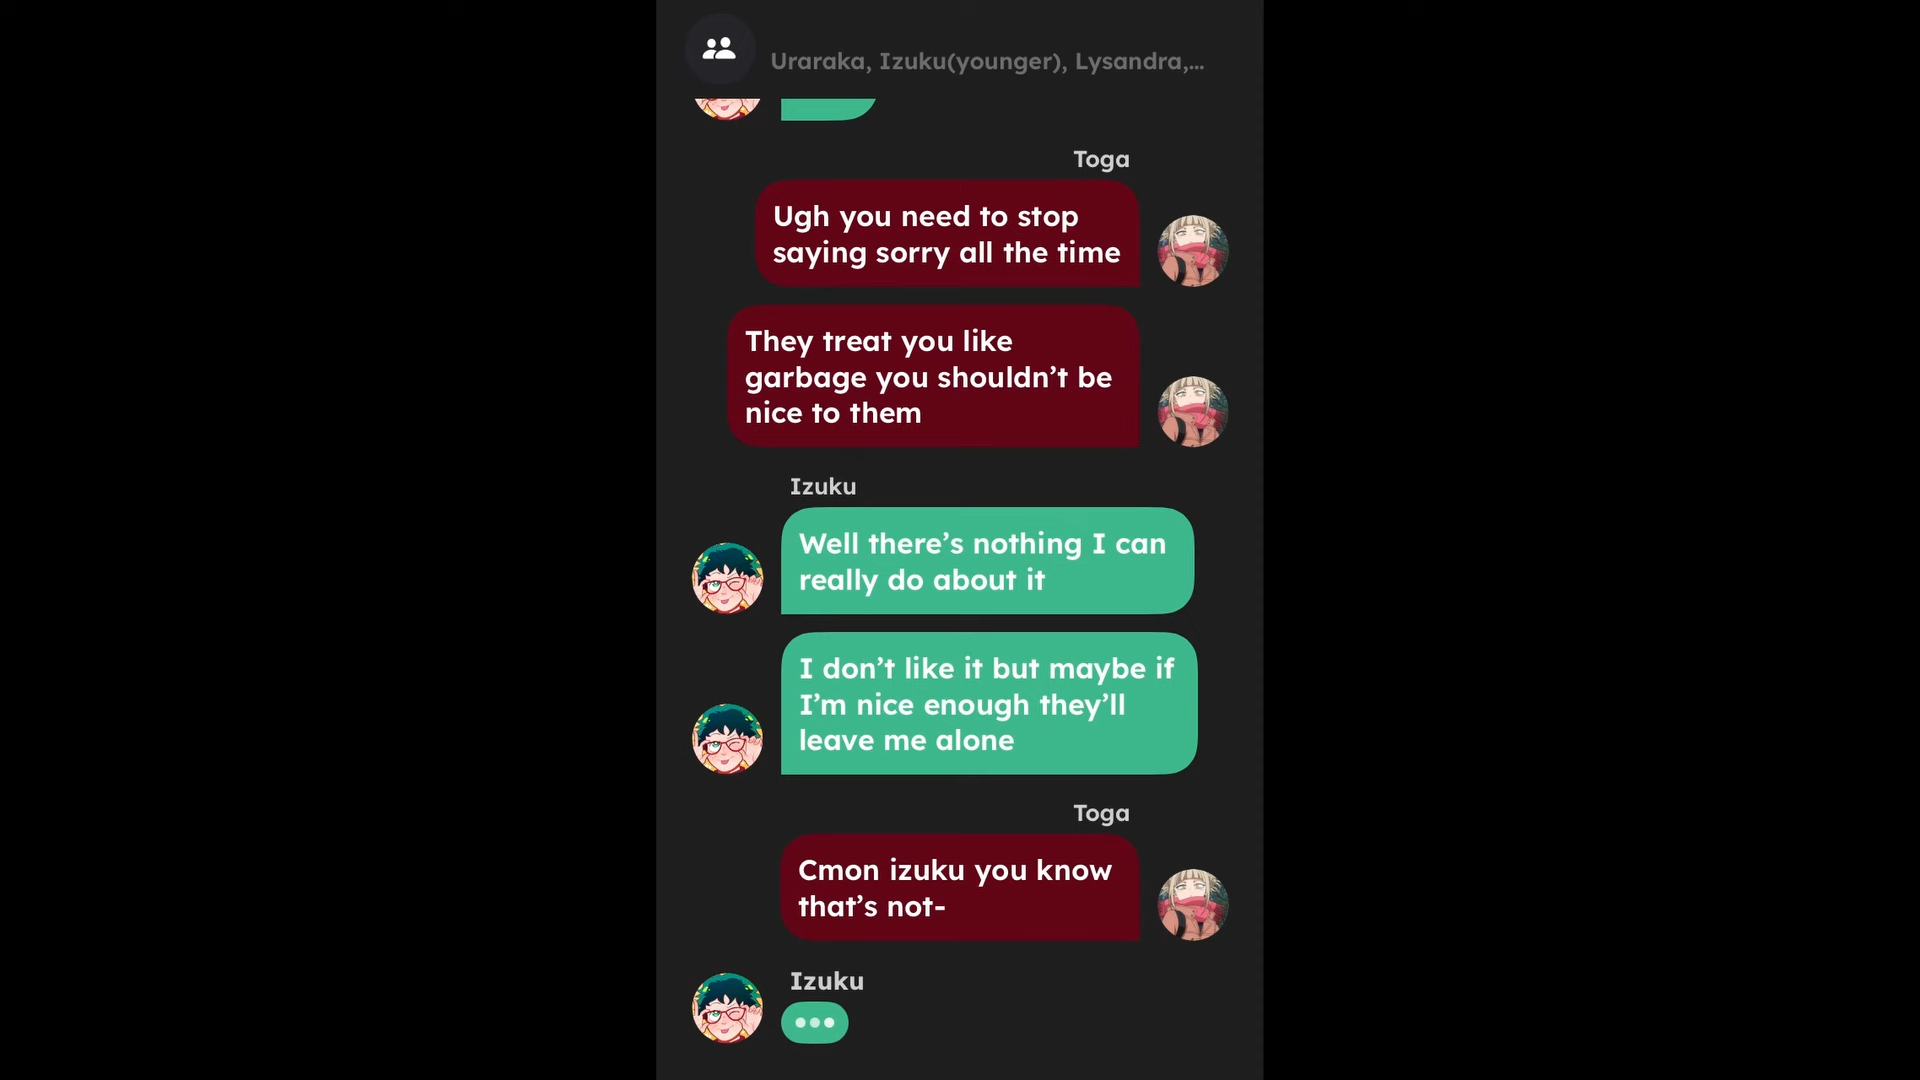 Uraraka, Izuku(younger), Lysandra,...
Toga
Ugh you need to stop
saying sorry all the time
They treat you like
garbage you shouldn’t be
nice to them
Izuku
Well there’s nothing I can
really do about it
I don’t like it but maybe if
I’m nice enough they’ll
leave me alone
Toga
Cmon izuku you know
that’s not-
Izuku